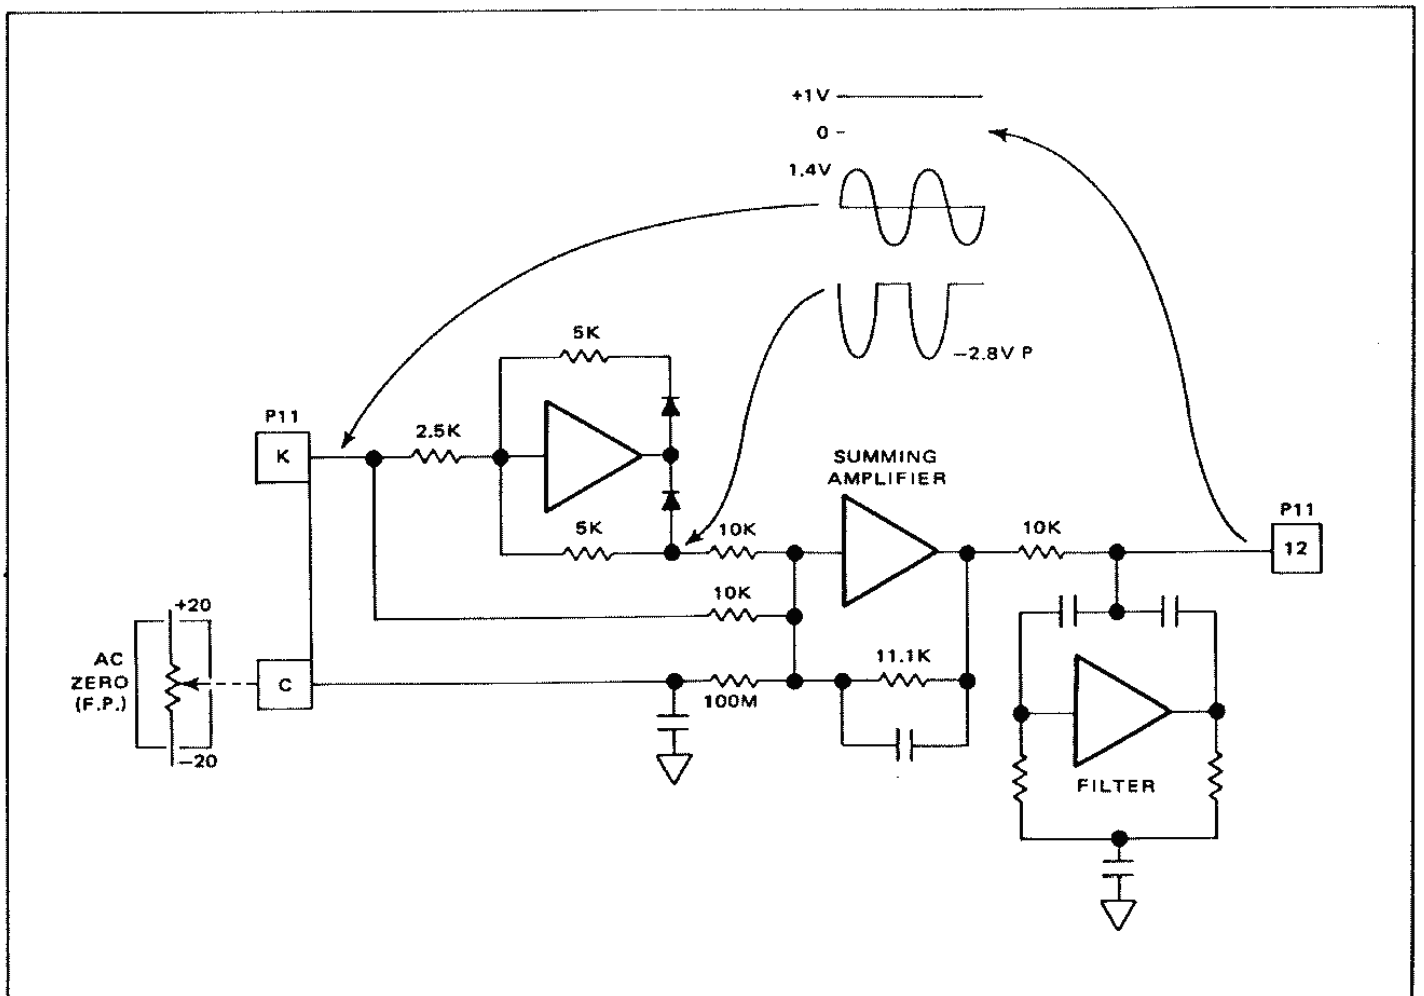 +1V
0
1.4V
−2.8V P
5K
P11
K
2.5K
5K
10K
SUMMING
AMPLIFIER
10K
P11
12
10K
+20
AC
ZERO
(F.P.)
−20
C
100M
11.1K
FILTER